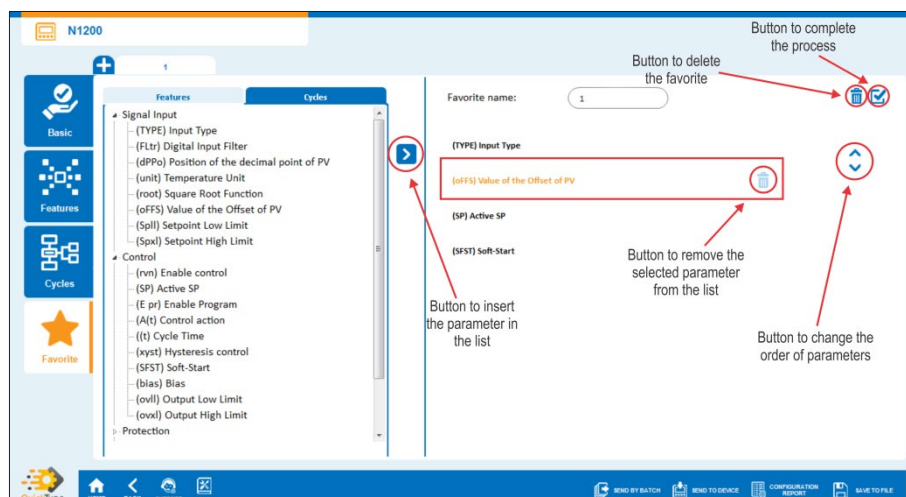 N1200
Button to complete
the process
Button to delete
the favorite
1
Features
Cycles
Favorite name:
1
Basic
Features
Cycles
Favorite
Signal Input
(TYPE) Input Type
(FLtr) Digital Input Filter
(dPPo) Position of the decimal point of PV
(unit) Temperature Unit
(root) Square Root Function
(oFFS) Value of the Offset of PV
(Spll) Setpoint Low Limit
(Spxl) Setpoint High Limit
Control
(rvn) Enable control
(SP) Active SP
(E pr) Enable Program
(A(t) Control action
((t) Cycle Time
(xyst) Hysteresis control
(SFST) Soft-Start
(bias) Bias
(ovll) Output Low Limit
(ovxl) Output High Limit
Protection
(TYPE) Input Type
(oFFS) Value of the Offset of PV
(SP) Active SP
(SFST) Soft-Start
Button to insert
the parameter in
the list
Button to remove the
selected parameter
from the list
Button to change the
order of parameters
SEND BY BATCH
SEND TO DEVICE
CONFIGURATION
REPORT
SAVE TO FILE